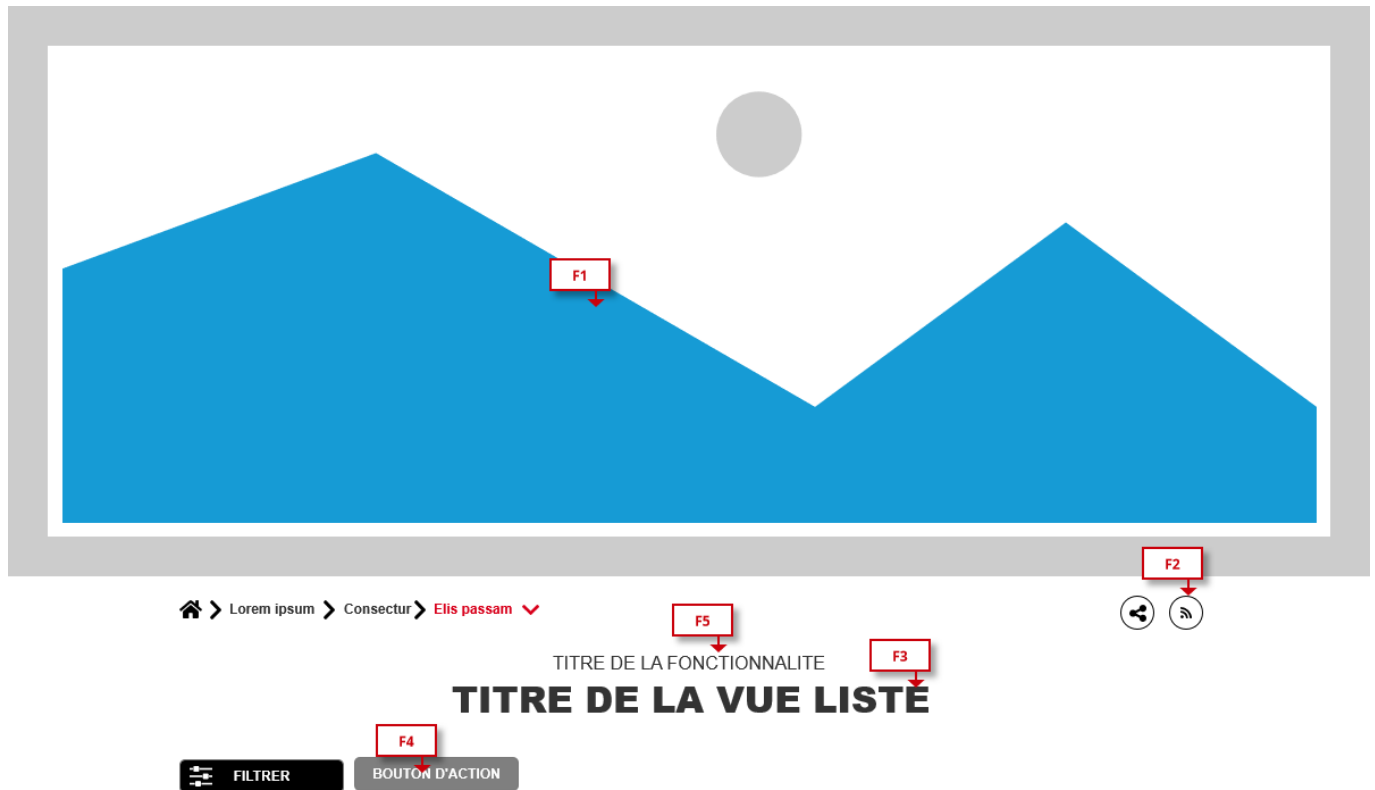 F1
F2
Lorem ipsum Consectur Elis passam
F5
TITRE DE LA FONCTIONNALITE
F3
TITRE DE LA VUE LISTE
F4
FILTRER BOUTON D'ACTION